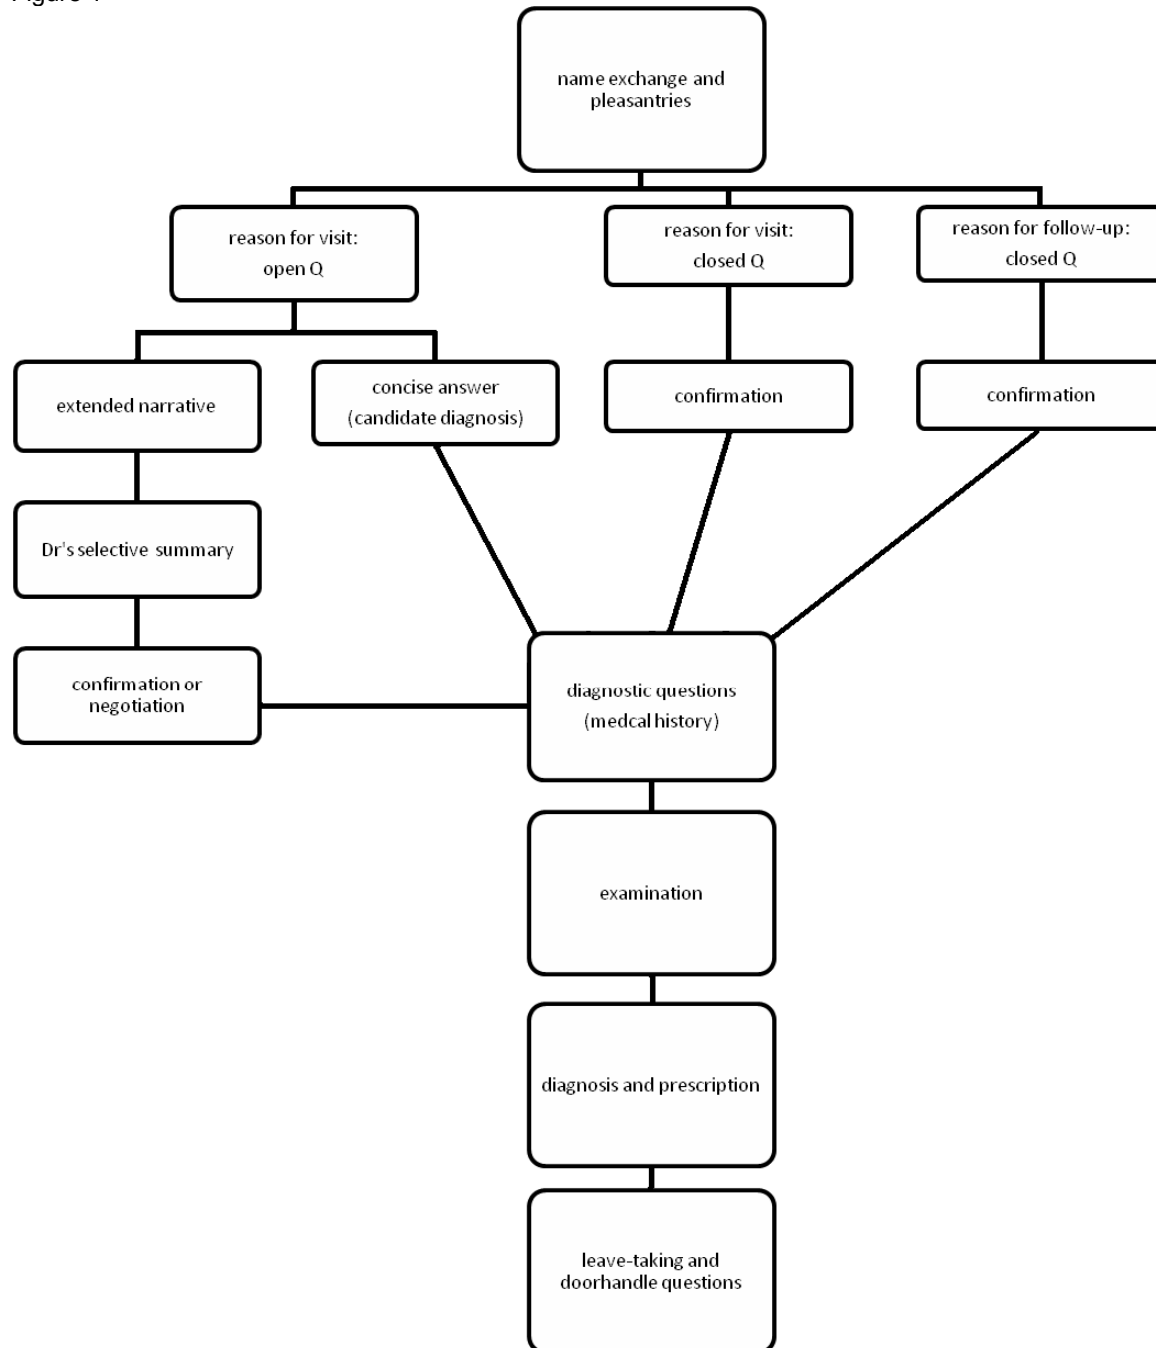 name exchange and
pleasantries
reason for visit:
open Q
reason for visit:
closed Q
reason for follow-up:
closed Q
extended narrative
concise answer
(candidate diagnosis)
confirmation
confirmation
Dr's selective summary
confirmation or
negotiation
diagnostic questions
(medcal history)
examination
diagnosis and prescription
leave-taking and
doorhandle questions